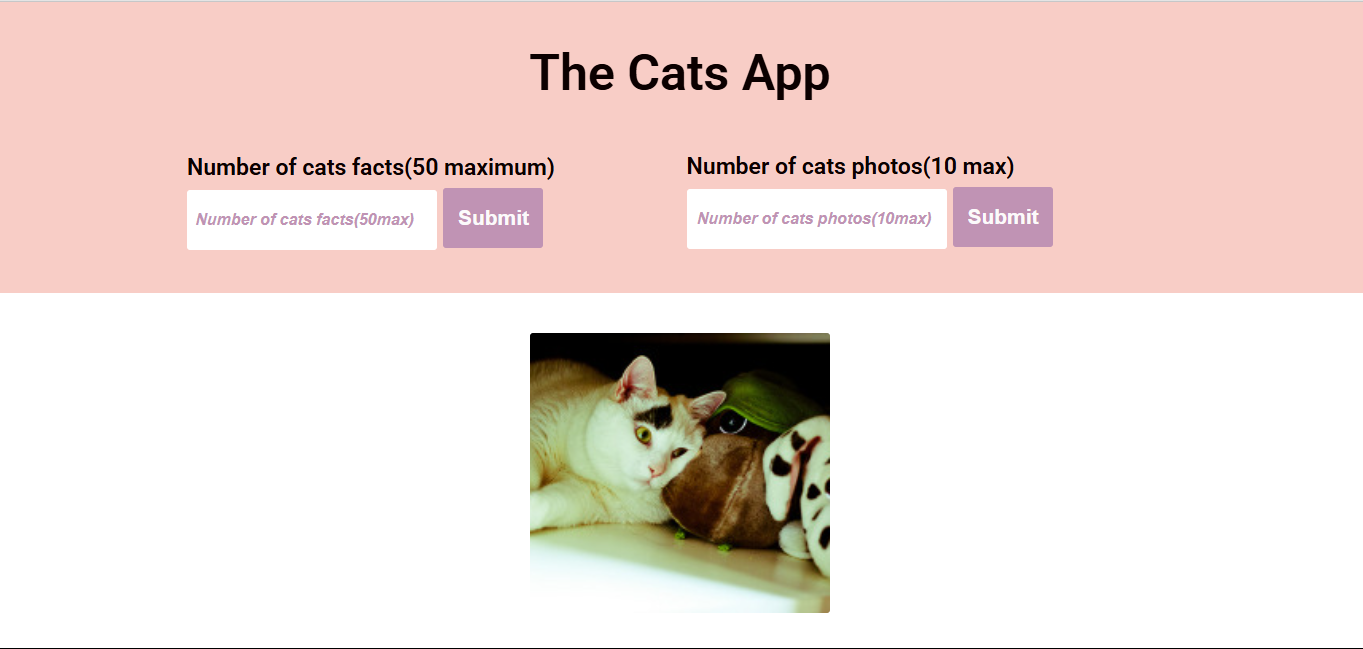 The Cats App
Number of cats facts(50 maximum)
Number of cats facts(50max)
Submit
Number of cats photos(10 max)
Number of cats photos(10max)
Submit